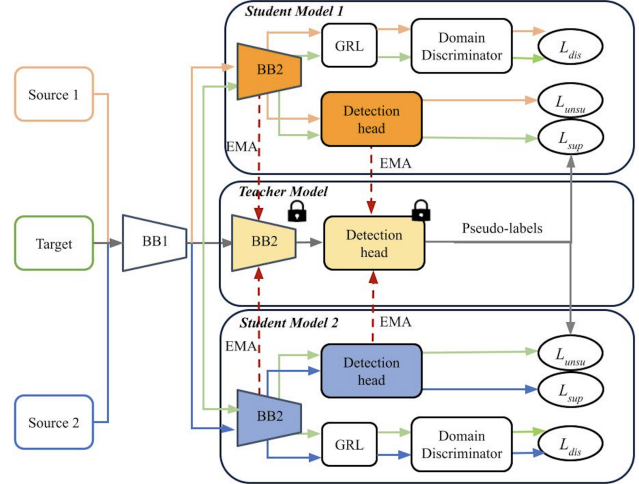 Student Model 1
BB2
GRL
Domain
Discriminator
L_dis
Source 1
Detection
head
L_unsu
L_sup
EMA
EMA
Teacher Model
Target
BB1
BB2
Detection
head
Pseudo-labels
Student Model 2
EMA
EMA
Detection
head
L_unsu
L_sup
BB2
Source 2
GRL
Domain
Discriminator
L_dis